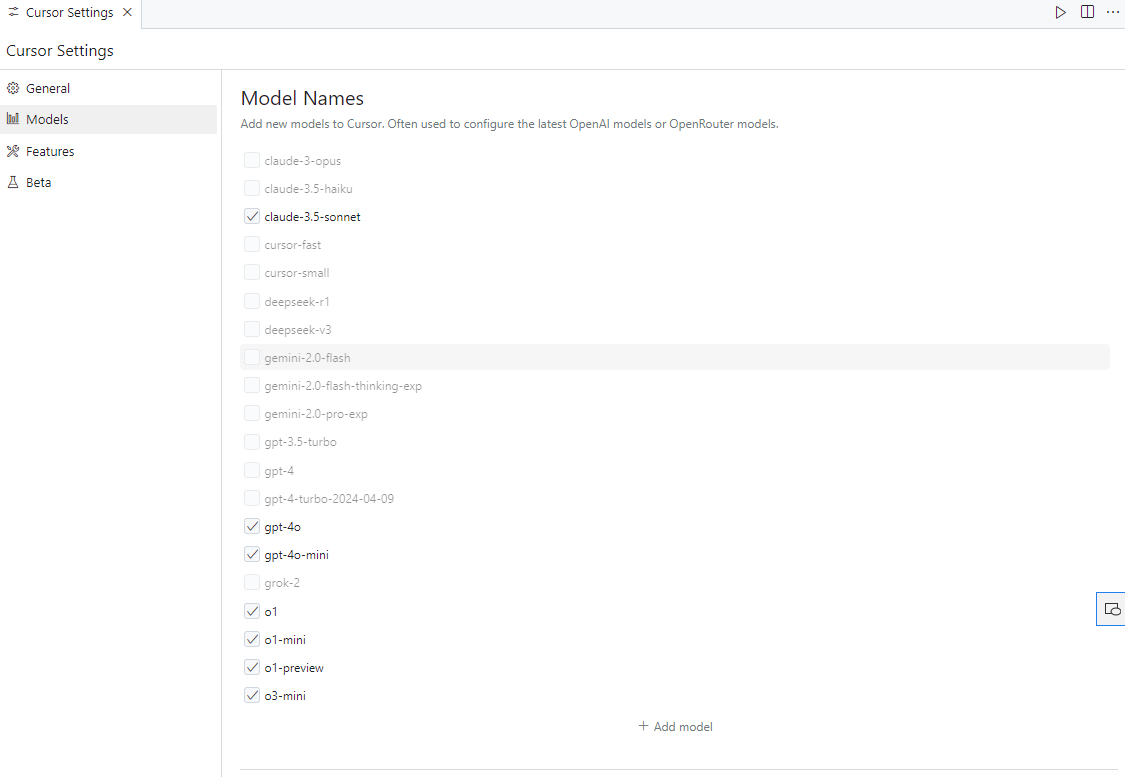 Cursor Settings
Cursor Settings
General
Models
Features
Beta
Model Names
Add new models to Cursor. Often used to configure the latest OpenAI models or OpenRouter models.
claude-3-opus
claude-3.5-haiku
claude-3.5-sonnet
cursor-fast
cursor-small
deepseek-r1
deepseek-v3
gemini-2.0-flash
gemini-2.0-flash-thinking-exp
gemini-2.0-pro-exp
gpt-3.5-turbo
gpt-4
gpt-4-turbo-2024-04-09
gpt-4o
gpt-4o-mini
grok-2
o1
o1-mini
o1-preview
o3-mini
+ Add model